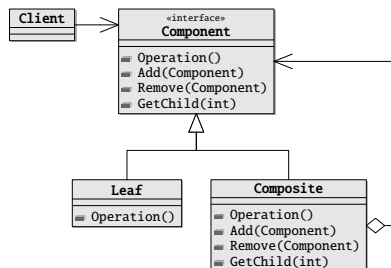 Client
«interface»
Component
Operation()
Add(Component)
Remove(Component)
GetChild(int)
Leaf
Operation()
Composite
Operation()
Add(Component)
Remove(Component)
GetChild(int)